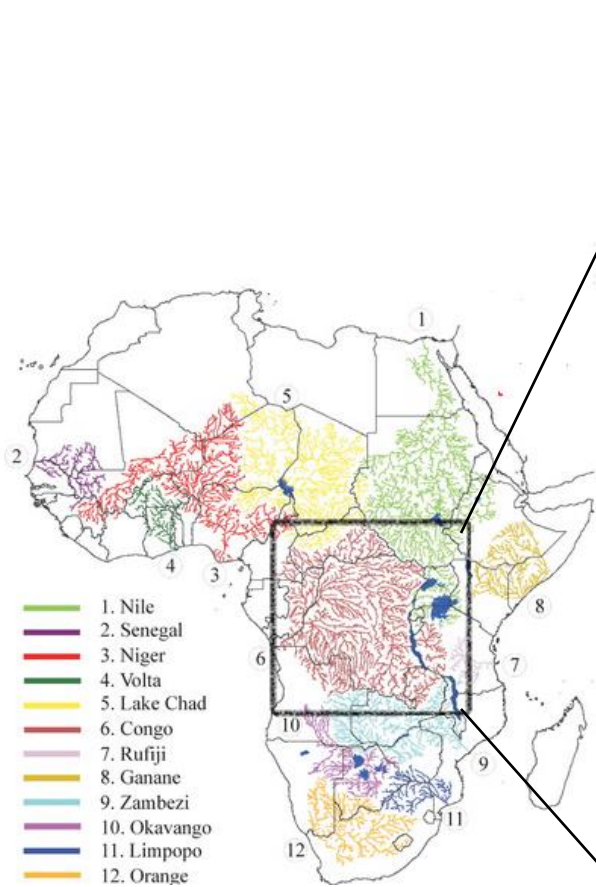 1
5
2
4
3
8
6
7
10
9
11
12
1. Nile
2. Senegal
3. Niger
4. Volta
5. Lake Chad
6. Congo
7. Rufiji
8. Ganane
9. Zambezi
10. Okavango
11. Limpopo
12. Orange